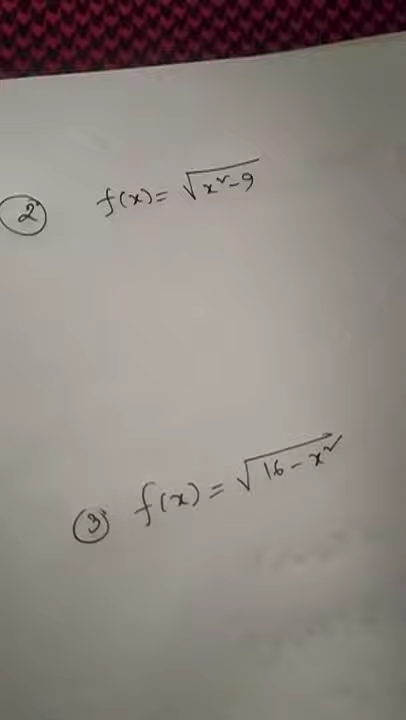 ② f(x) = √(x²-9)
③ f(x) = √(16-x²)